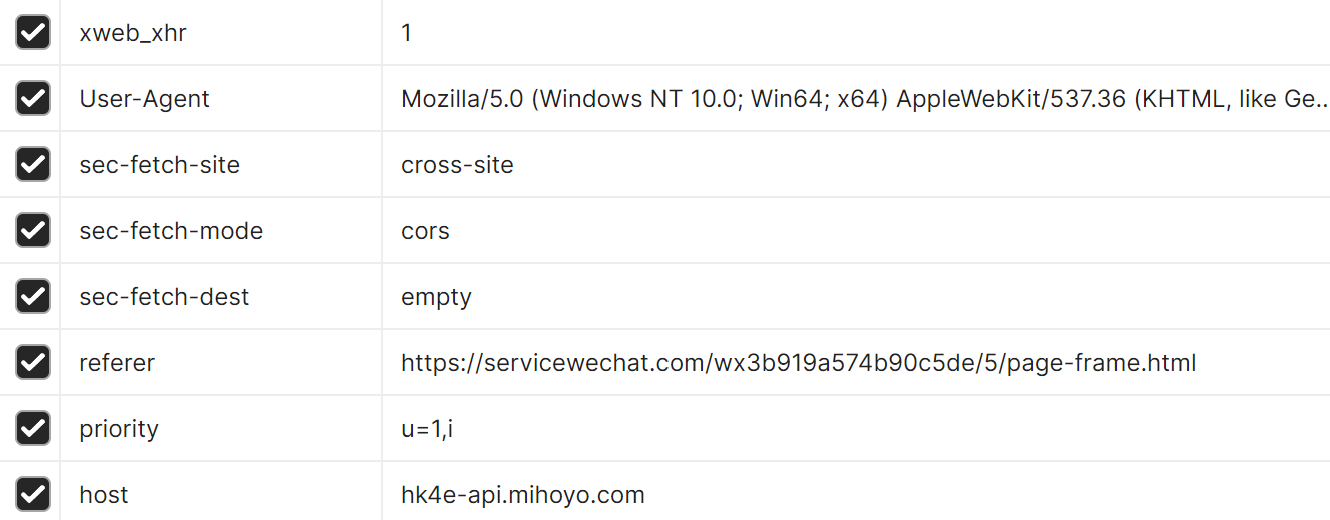 xweb_xhr 1
User-Agent Mozilla/5.0 (Windows NT 10.0; Win64; x64) AppleWebKit/537.36 (KHTML, like Ge...
sec-fetch-site cross-site
sec-fetch-mode cors
sec-fetch-dest empty
referer https://servicewechat.com/wx3b919a574b90c5de/5/page-frame.html
priority u=1,i
host hk4e-api.mihoyo.com